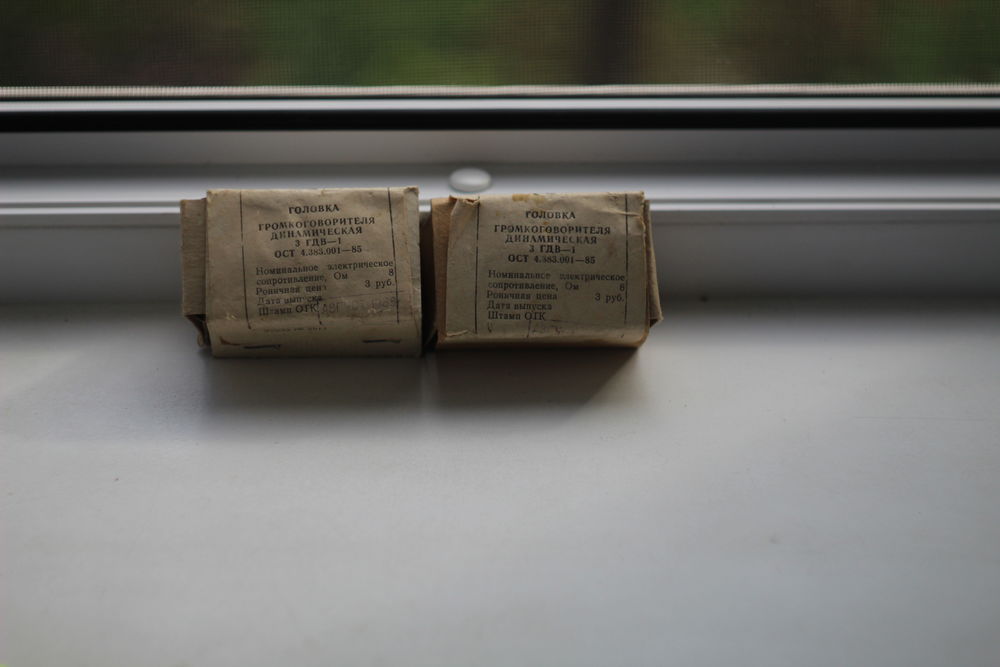 ГОЛОВКА
ГРОМКОГОВОРИТЕЛЯ
ДИНАМИЧЕСКАЯ
3 ГДВ—1
ОСТ 4.383.001—85
Номинальное электрическое
сопротивление, Ом 8
Розничная цена 3 руб.
Дата выпуска
Штамп ОТК
ГОЛОВКА
ГРОМКОГОВОРИТЕЛЯ
ДИНАМИЧЕСКАЯ
3 ГДВ—1
ОСТ 4.383.001—85
Номинальное электрическое
сопротивление, Ом 8
Розничная цена 3 руб.
Дата выпуска
Штамп ОТК